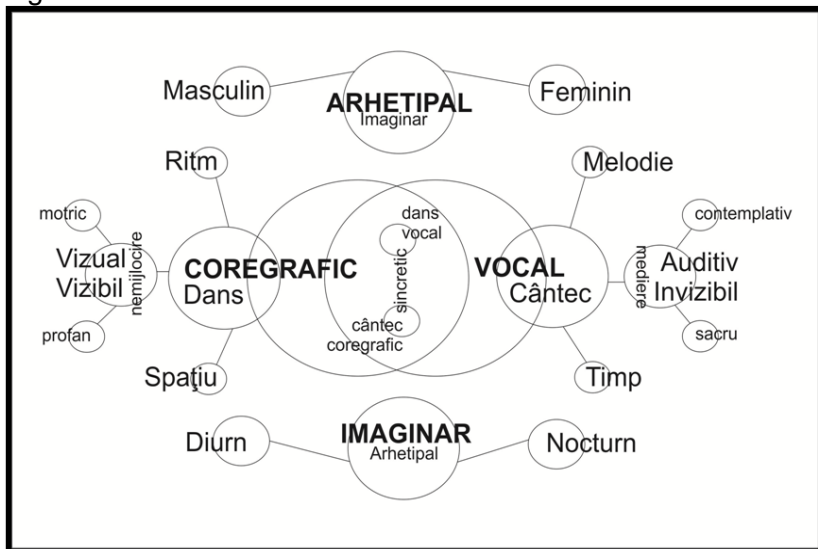 Masculin
ARHETIPAL
Imaginar
Feminin
Ritm
Melodie
motric
Vizual
Vizibil
nemijlocire
profan
COREGRAFIC
Dans
dans
vocal
sincretic
cântec
coregrafic
VOCAL
Cântec
mediere
contemplativ
Auditiv
Invizibil
sacru
Spaţiu
Timp
Diurn
IMAGINAR
Arhetipal
Nocturn